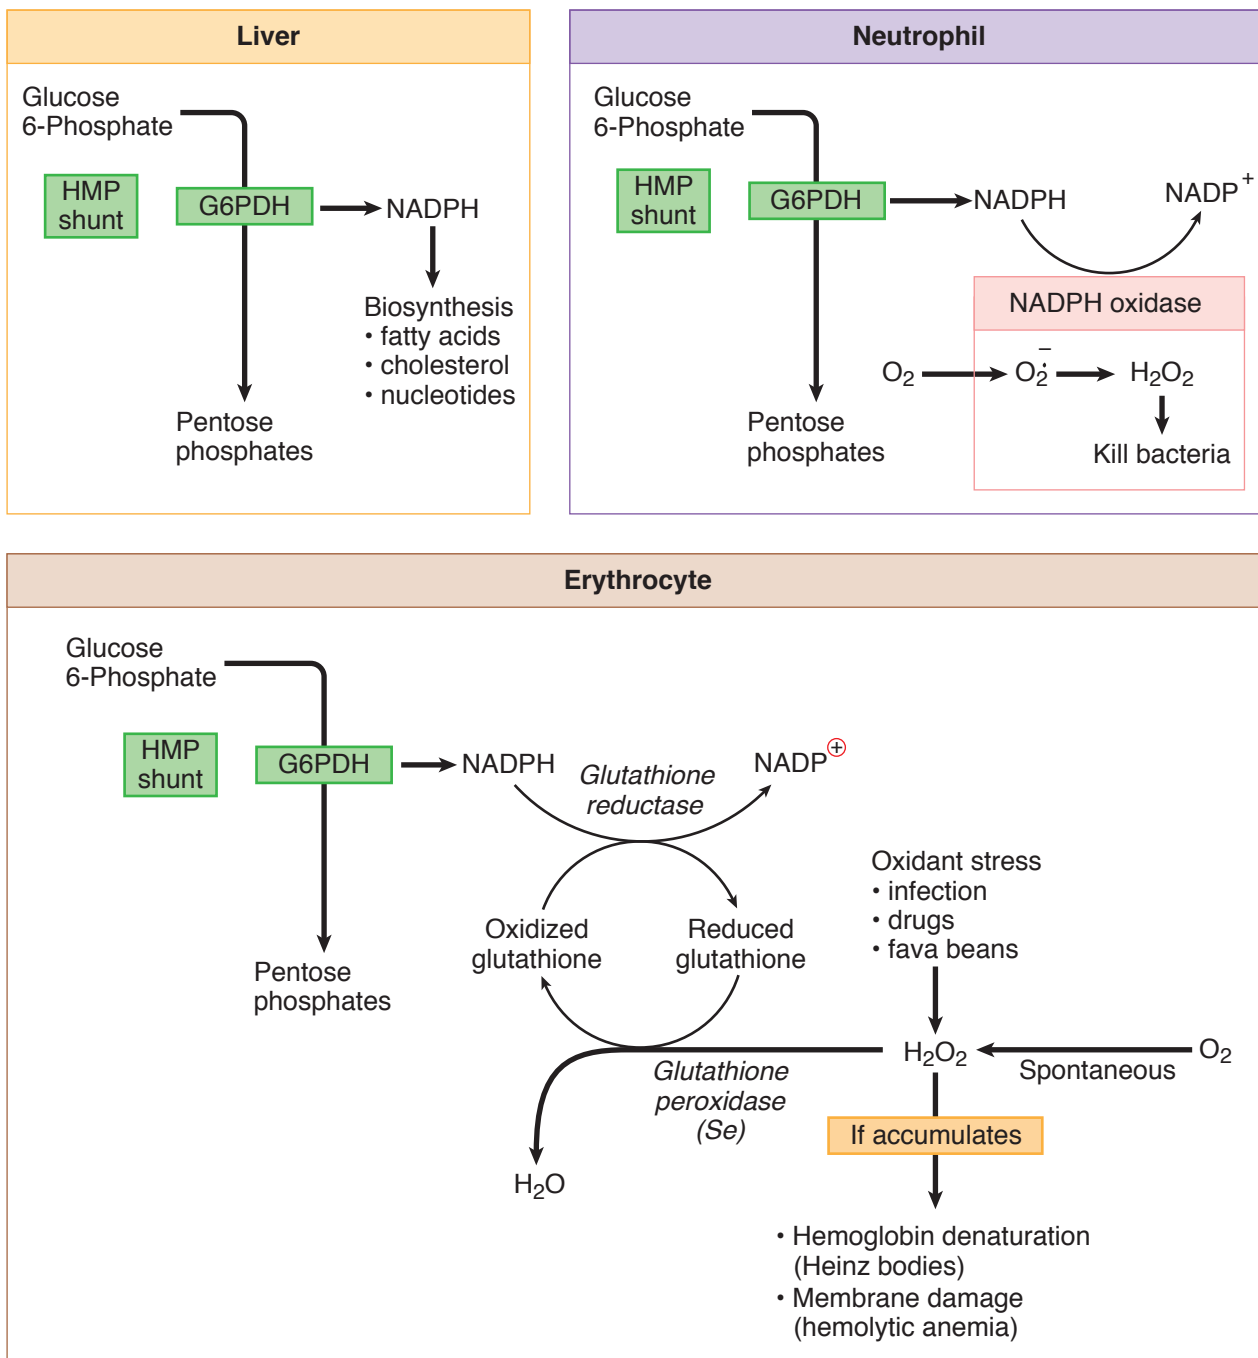 Liver
Glucose
6-Phosphate
HMP
shunt
G6PDH
NADPH
Biosynthesis
• fatty acids
• cholesterol
• nucleotides
Pentose
phosphates
Neutrophil
Glucose
6-Phosphate
HMP
shunt
G6PDH
NADPH
NADP+
NADPH oxidase
O2
O2•−
H2O2
Kill bacteria
Pentose
phosphates
Erythrocyte
Glucose
6-Phosphate
HMP
shunt
G6PDH
NADPH
Glutathione
reductase
NADP+
Oxidized
glutathione
Reduced
glutathione
Pentose
phosphates
Oxidant stress
• infection
• drugs
• fava beans
H2O2
O2
Spontaneous
Glutathione
peroxidase
(Se)
H2O
If accumulates
• Hemoglobin denaturation
(Heinz bodies)
• Membrane damage
(hemolytic anemia)